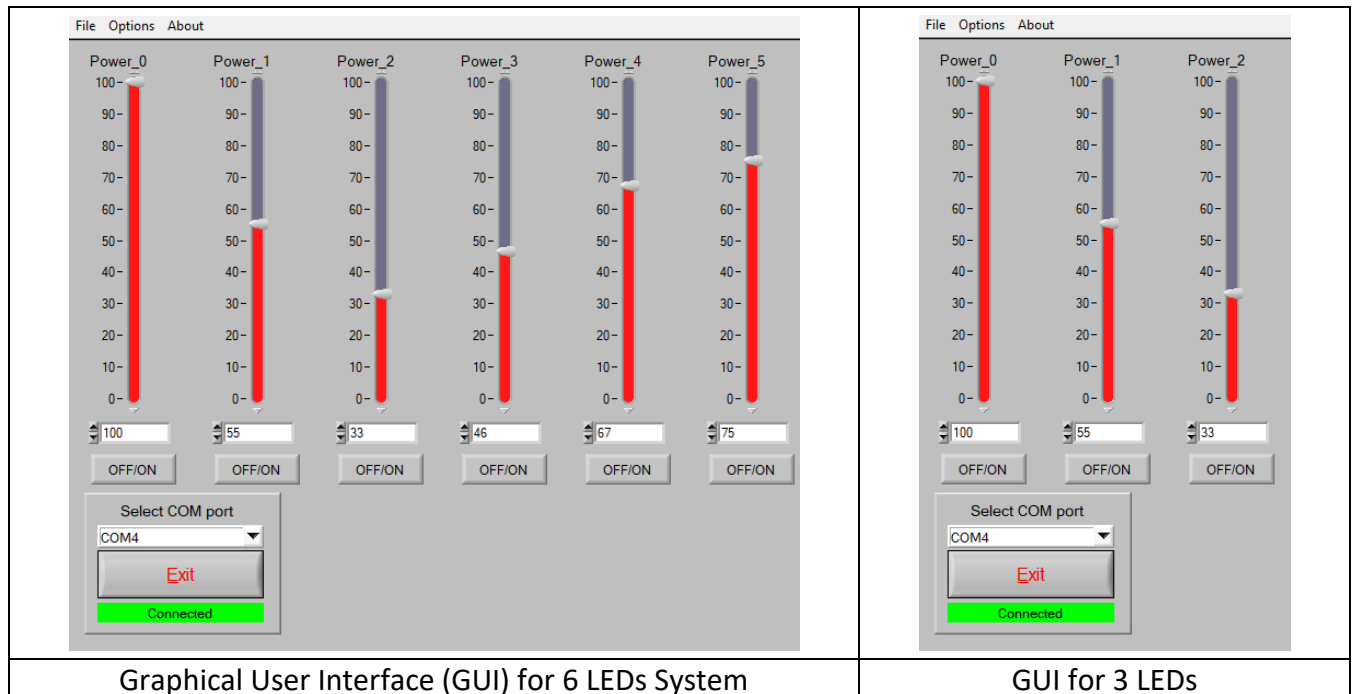 File Options About
Power_0 Power_1 Power_2 Power_3 Power_4 Power_5
100 100 100 100 100 100
90 90 90 90 90 90
80 80 80 80 80 80
70 70 70 70 70 70
60 60 60 60 60 60
50 50 50 50 50 50
40 40 40 40 40 40
30 30 30 30 30 30
20 20 20 20 20 20
10 10 10 10 10 10
0 0 0 0 0 0
100 55 33 46 67 75
OFF/ON OFF/ON OFF/ON OFF/ON OFF/ON OFF/ON
Select COM port
COM4
Exit
Connected
Graphical User Interface (GUI) for 6 LEDs System
File Options About
Power_0 Power_1 Power_2
100 100 100
90 90 90
80 80 80
70 70 70
60 60 60
50 50 50
40 40 40
30 30 30
20 20 20
10 10 10
0 0 0
100 55 33
OFF/ON OFF/ON OFF/ON
Select COM port
COM4
Exit
Connected
GUI for 3 LEDs